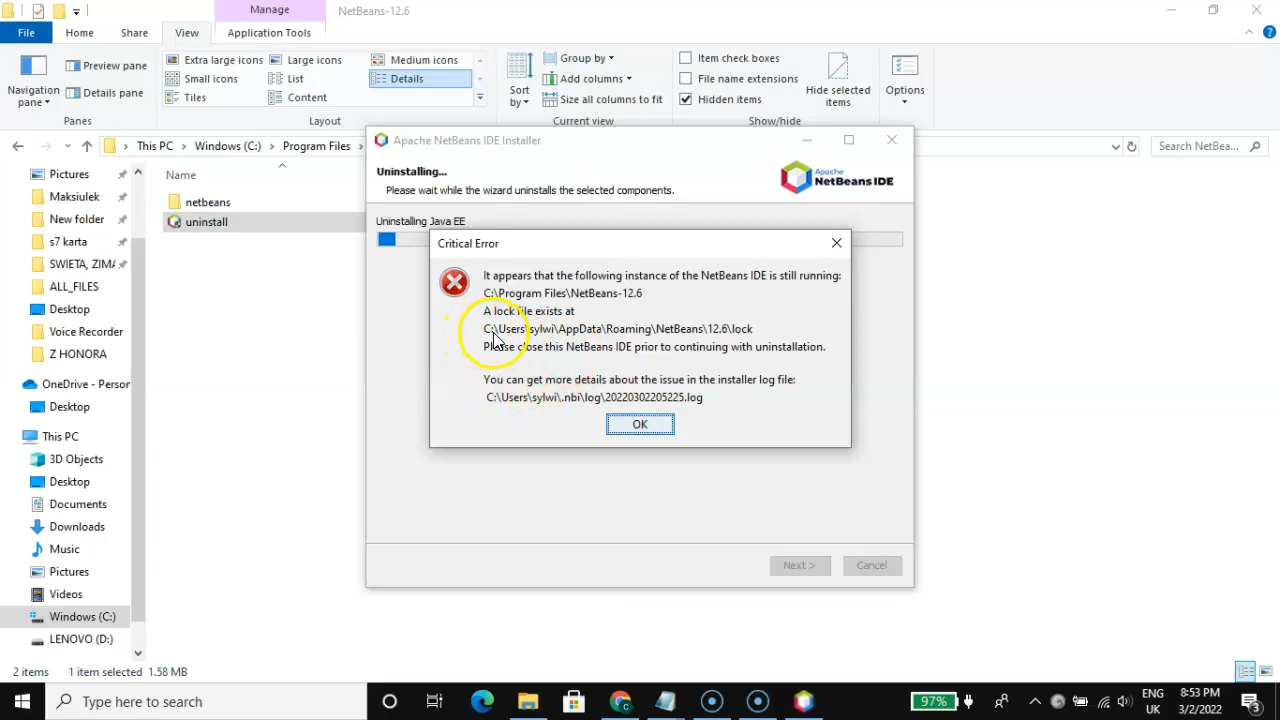 Manage
NetBeans-12.6
File
Home
Share
View
Application Tools
Navigation pane
Preview pane
Details pane
Panes
Extra large icons
Large icons
Medium icons
Small icons
List
Details
Tiles
Content
Layout
Sort by
Group by
Add columns
Size all columns to fit
Current view
Item check boxes
File name extensions
Hidden items
Hide selected items
Show/hide
Options
This PC
Windows (C:)
Program Files
Search NetBea...
Pictures
Maksiulek
New folder
s7 karta
SWIETA, ZIMA
ALL_FILES
Desktop
Voice Recorder
Z HONORA
OneDrive - Person
Desktop
This PC
3D Objects
Desktop
Documents
Downloads
Music
Pictures
Videos
Windows (C:)
LENOVO (D:)
Name
netbeans
uninstall
Apache NetBeans IDE Installer
Uninstalling...
Please wait while the wizard uninstalls the selected components.
Apache
NetBeans IDE
Uninstalling Java EE
Critical Error
It appears that the following instance of the NetBeans IDE is still running:
C:\Program Files\NetBeans-12.6
A lock file exists at
C:\Users\sylwi\AppData\Roaming\NetBeans\12.6\lock
Please close this NetBeans IDE prior to continuing with uninstallation.
You can get more details about the issue in the installer log file:
C:\Users\sylwi\.nbi\log\20220302205225.log
OK
Next >
Cancel
2 items
1 item selected 1.58 MB
Type here to search
97%
ENG
UK
8:53 PM
3/2/2022
3